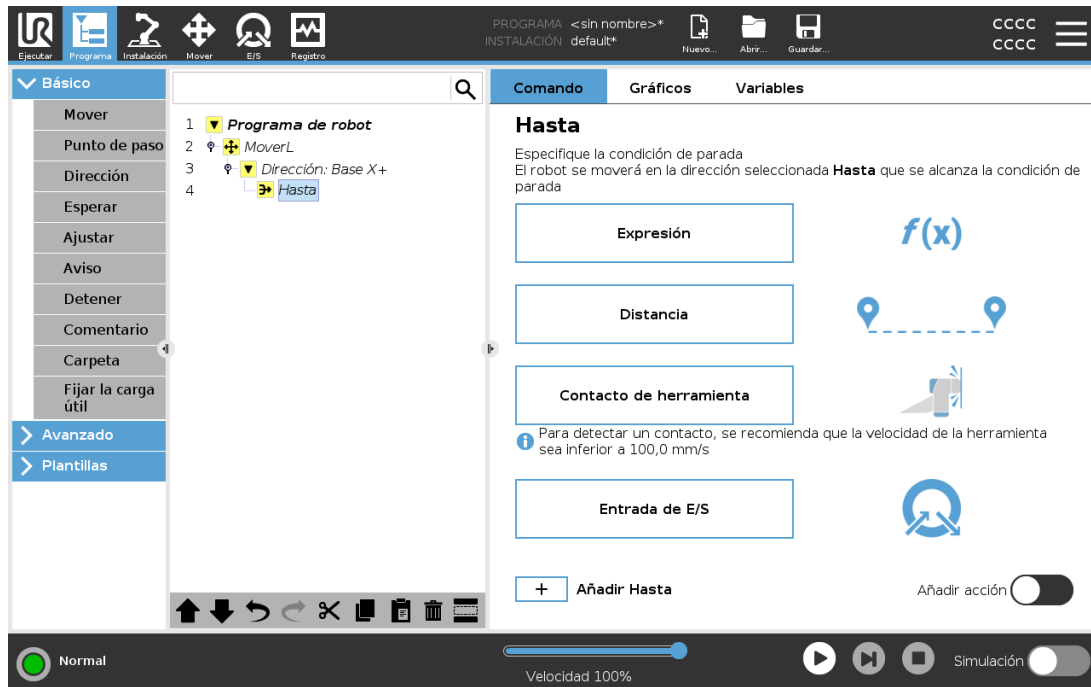 PROGRAMA <sin nombre>*
INSTALACIÓN default*
CCCC
CCCC
Ejecutar Programa Instalación Mover E/S Registro
Nuevo... Abrir... Guardar...
Básico
Mover
Punto de paso
Dirección
Esperar
Ajustar
Aviso
Detener
Comentario
Carpeta
Fijar la carga
útil
Avanzado
Plantillas
1 Programa de robot
2 MoverL
3 Dirección: Base X+
4 Hasta
Comando Gráficos Variables
Hasta
Especifique la condición de parada
El robot se moverá en la dirección seleccionada Hasta que se alcanza la condición de
parada
Expresión
f(x)
Distancia
Contacto de herramienta
Para detectar un contacto, se recomienda que la velocidad de la herramienta
sea inferior a 100,0 mm/s
Entrada de E/S
+ Añadir Hasta
Añadir acción
Normal
Velocidad 100%
Simulación